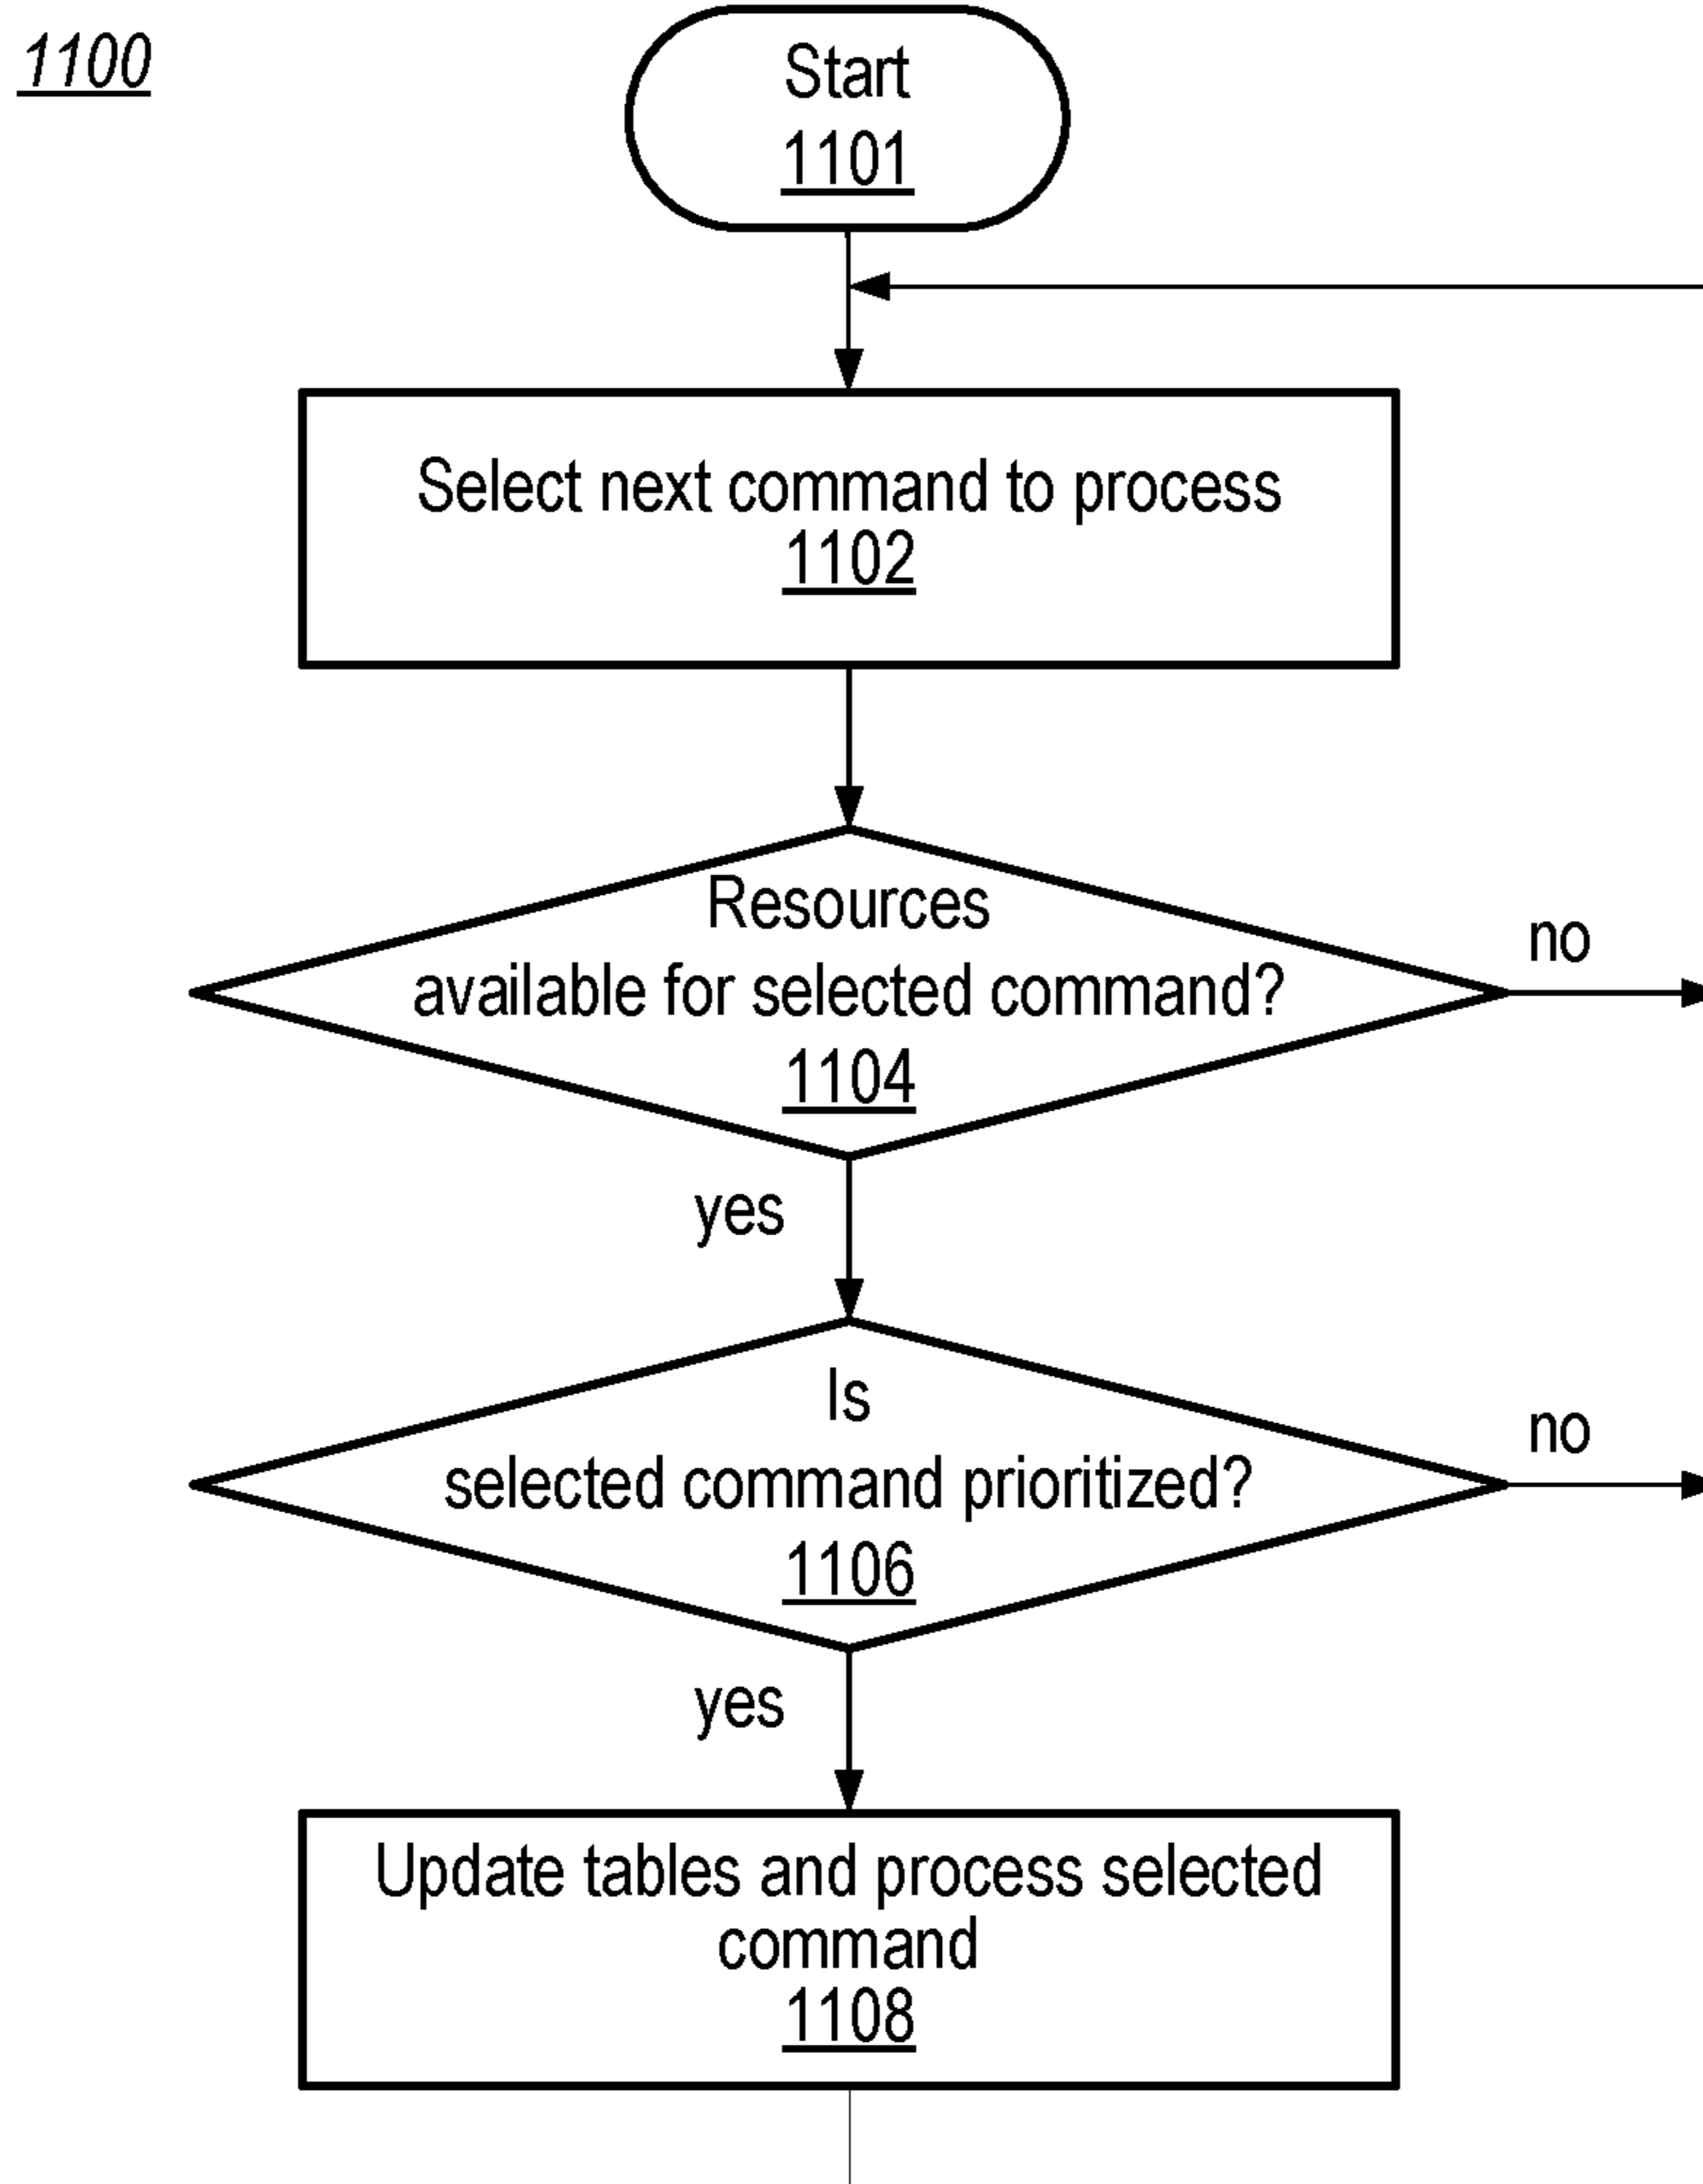 1100
Start
1101
Select next command to process
1102
Resources
available for selected command?
1104
no
yes
Is
selected command prioritized?
1106
no
yes
Update tables and process selected
command
1108